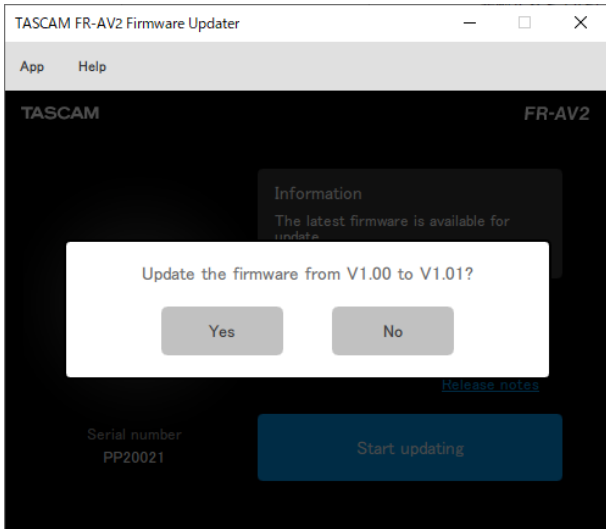 TASCAM FR-AV2 Firmware Updater
App Help
TASCAM FR-AV2
Information
The latest firmware is available for
update
Update the firmware from V1.00 to V1.01?
Yes No
Release notes
Serial number
PP20021
Start updating